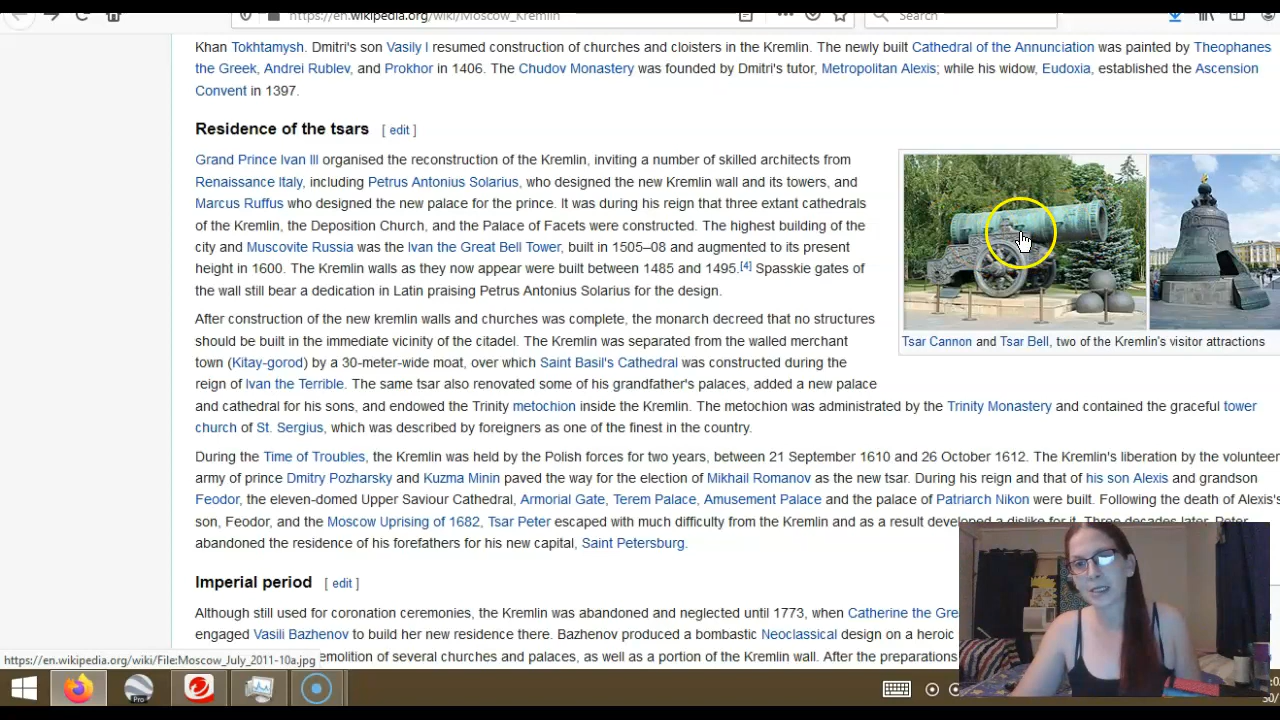 https://en.wikipedia.org/wiki/Moscow_Kremlin
Search
Khan Tokhtamysh. Dmitri's son Vasily I resumed construction of churches and cloisters in the Kremlin. The newly built Cathedral of the Annunciation was painted by Theophanes
the Greek, Andrei Rublev, and Prokhor in 1406. The Chudov Monastery was founded by Dmitri's tutor, Metropolitan Alexis; while his widow, Eudoxia, established the Ascension
Convent in 1397.
Residence of the tsars [ edit ]
Grand Prince Ivan III organised the reconstruction of the Kremlin, inviting a number of skilled architects from
Renaissance Italy, including Petrus Antonius Solarius, who designed the new Kremlin wall and its towers, and
Marcus Ruffus who designed the new palace for the prince. It was during his reign that three extant cathedrals
of the Kremlin, the Deposition Church, and the Palace of Facets were constructed. The highest building of the
city and Muscovite Russia was the Ivan the Great Bell Tower, built in 1505–08 and augmented to its present
height in 1600. The Kremlin walls as they now appear were built between 1485 and 1495.[4] Spasskie gates of
the wall still bear a dedication in Latin praising Petrus Antonius Solarius for the design.
Tsar Cannon and Tsar Bell, two of the Kremlin's visitor attractions
After construction of the new kremlin walls and churches was complete, the monarch decreed that no structures
should be built in the immediate vicinity of the citadel. The Kremlin was separated from the walled merchant
town (Kitay-gorod) by a 30-meter-wide moat, over which Saint Basil's Cathedral was constructed during the
reign of Ivan the Terrible. The same tsar also renovated some of his grandfather's palaces, added a new palace
and cathedral for his sons, and endowed the Trinity metochion inside the Kremlin. The metochion was administrated by the Trinity Monastery and contained the graceful tower
church of St. Sergius, which was described by foreigners as one of the finest in the country.
During the Time of Troubles, the Kremlin was held by the Polish forces for two years, between 21 September 1610 and 26 October 1612. The Kremlin's liberation by the volunteer
army of prince Dmitry Pozharsky and Kuzma Minin paved the way for the election of Mikhail Romanov as the new tsar. During his reign and that of his son Alexis and grandson
Feodor, the eleven-domed Upper Saviour Cathedral, Armorial Gate, Terem Palace, Amusement Palace and the palace of Patriarch Nikon were built. Following the death of Alexis's
son, Feodor, and the Moscow Uprising of 1682, Tsar Peter escaped with much difficulty from the Kremlin and as a result developed a dislike for it. Three decades later, Peter
abandoned the residence of his forefathers for his new capital, Saint Petersburg.
Imperial period [ edit ]
Although still used for coronation ceremonies, the Kremlin was abandoned and neglected until 1773, when Catherine the Gre
engaged Vasili Bazhenov to build her new residence there. Bazhenov produced a bombastic Neoclassical design on a heroic
https://en.wikipedia.org/wiki/File:Moscow_July_2011-10a.jpg
emolition of several churches and palaces, as well as a portion of the Kremlin wall. After the preparations
Pro